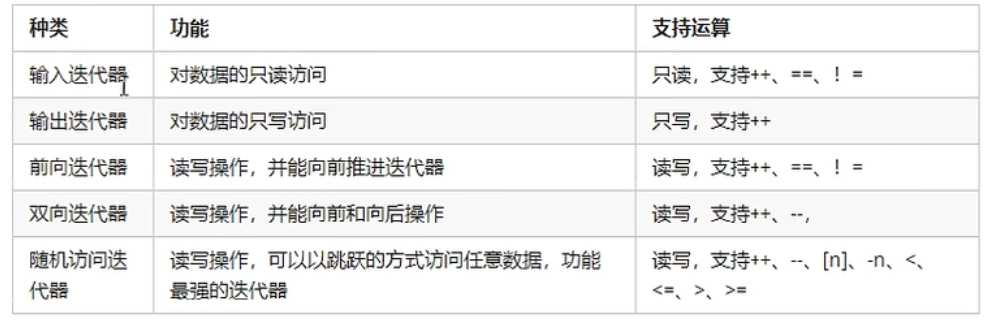 种类 功能 支持运算
输入迭代器 对数据的只读访问 只读，支持++、==、！=
输出迭代器 对数据的只写访问 只写，支持++
前向迭代器 读写操作，并能向前推进迭代器 读写，支持++、==、！=
双向迭代器 读写操作，并能向前和向后操作 读写，支持++、--，
随机访问迭
代器
读写操作，可以以跳跃的方式访问任意数据，功能
最强的迭代器
读写，支持++、--、[n]、-n、<、
<=、>、>=